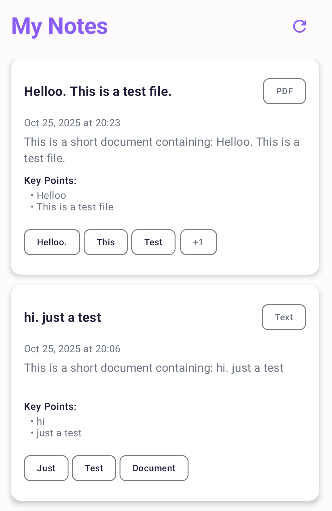 My Notes
Helloo. This is a test file.
PDF
Oct 25, 2025 at 20:23
This is a short document containing: Helloo. This is a
test file.
Key Points:
• Helloo
• This is a test file
Helloo.
This
Test
+1
hi. just a test
Text
Oct 25, 2025 at 20:06
This is a short document containing: hi. just a test
Key Points:
• hi
• just a test
Just
Test
Document